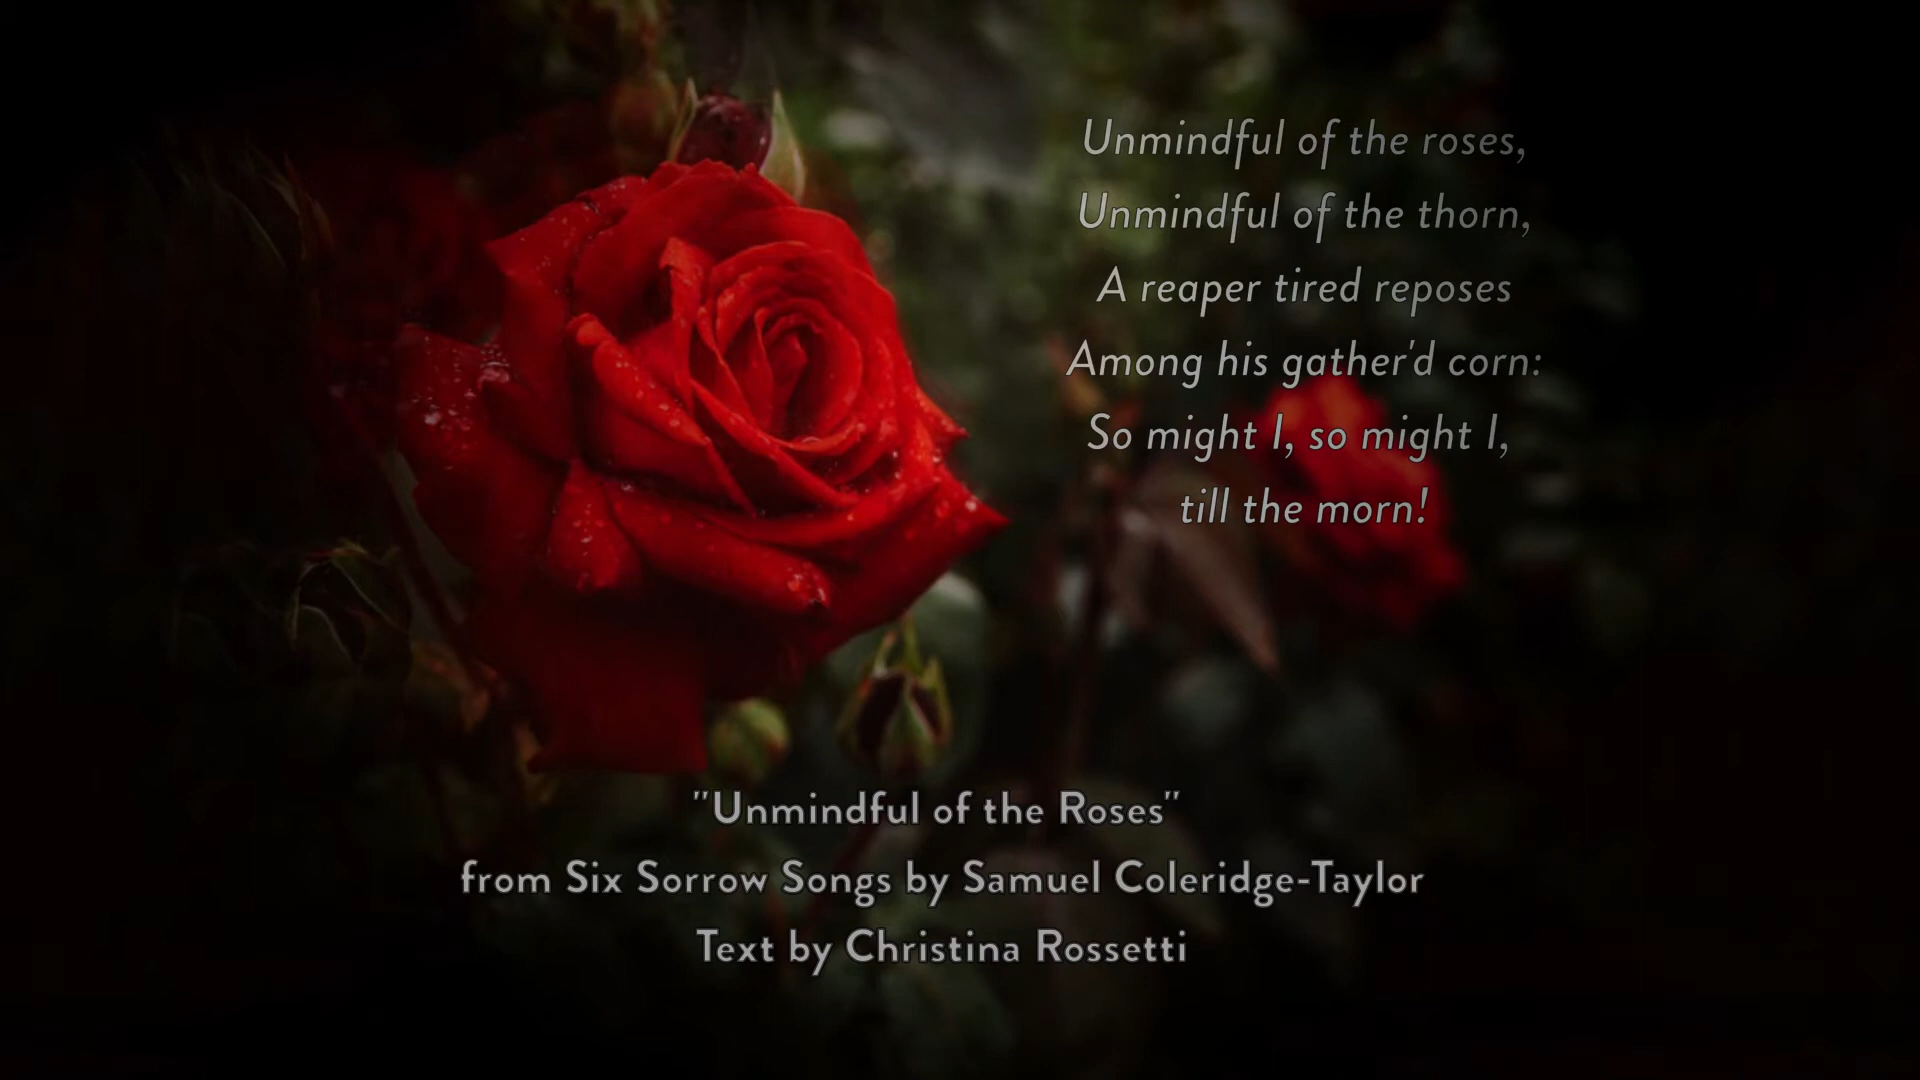 Unmindful of the roses,
Unmindful of the thorn,
A reaper tired reposes
Among his gather'd corn:
So might I, so might I,
till the morn!
"Unmindful of the Roses"
from Six Sorrow Songs by Samuel Coleridge-Taylor
Text by Christina Rossetti